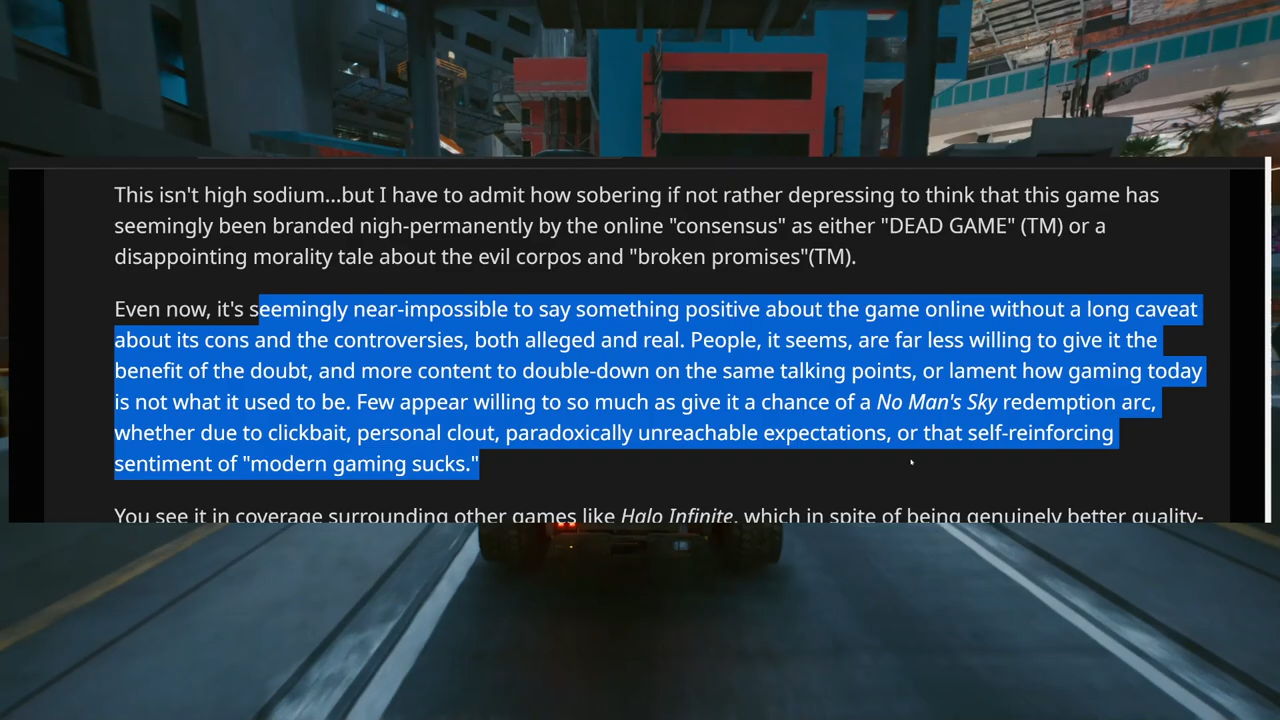 This isn't high sodium...but I have to admit how sobering if not rather depressing to think that this game has
seemingly been branded nigh-permanently by the online "consensus" as either "DEAD GAME" (TM) or a
disappointing morality tale about the evil corpos and "broken promises"(TM).
Even now, it's seemingly near-impossible to say something positive about the game online without a long caveat
about its cons and the controversies, both alleged and real. People, it seems, are far less willing to give it the
benefit of the doubt, and more content to double-down on the same talking points, or lament how gaming today
is not what it used to be. Few appear willing to so much as give it a chance of a No Man's Sky redemption arc,
whether due to clickbait, personal clout, paradoxically unreachable expectations, or that self-reinforcing
sentiment of "modern gaming sucks."
You see it in coverage surrounding other games like Halo Infinite, which in spite of being genuinely better quality-